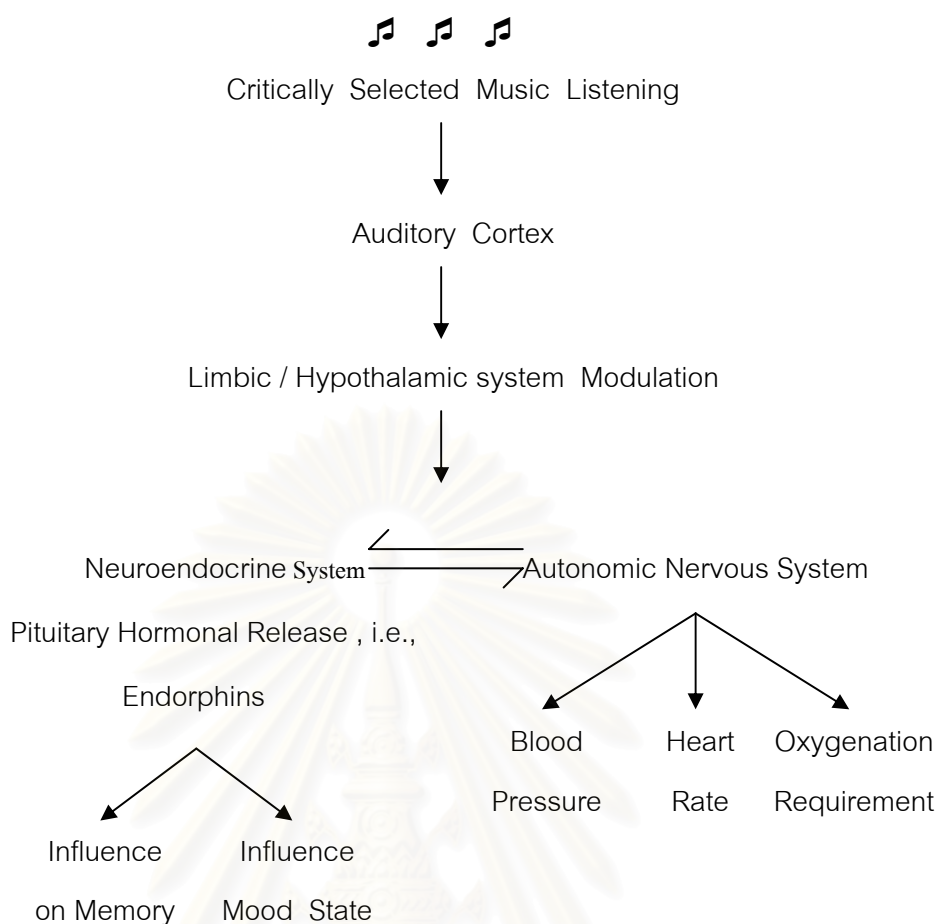 Critically Selected Music Listening
Auditory Cortex
Limbic / Hypothalamic system Modulation
Neuroendocrine System
Autonomic Nervous System
Pituitary Hormonal Release , i.e.,
Endorphins
Blood
Pressure
Heart
Rate
Oxygenation
Requirement
Influence
on Memory
Influence
Mood State